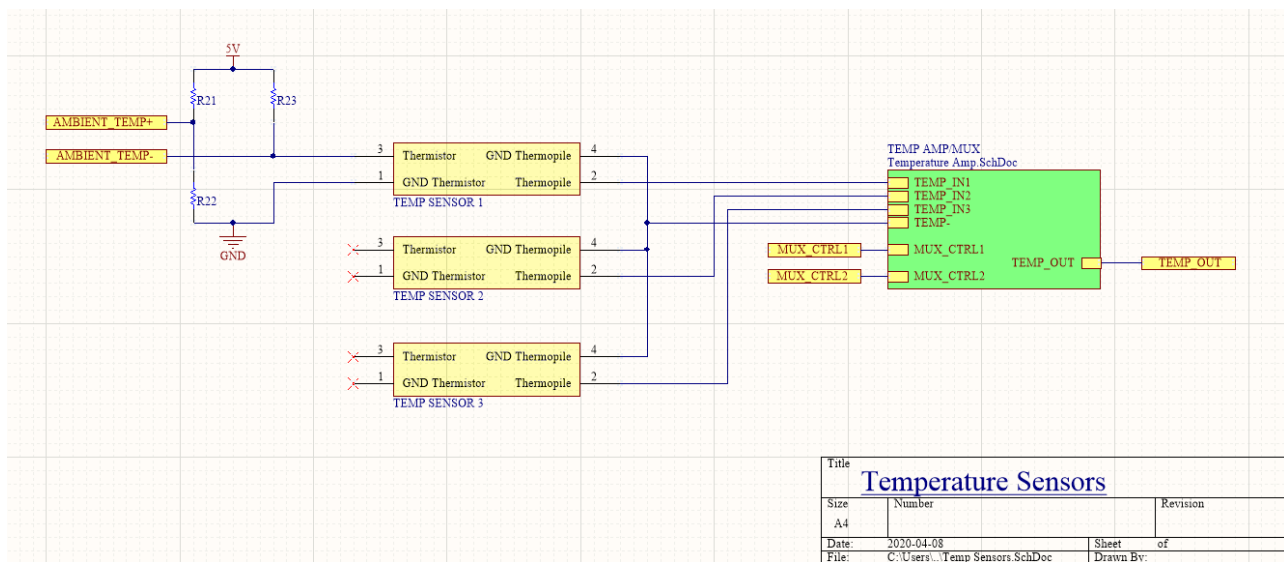 5V
R21
R23
AMBIENT_TEMP+
AMBIENT_TEMP-
R22
GND
3 Thermistor GND Thermopile 4
1 GND Thermistor Thermopile 2
TEMP SENSOR 1
3 Thermistor GND Thermopile 4
1 GND Thermistor Thermopile 2
TEMP SENSOR 2
3 Thermistor GND Thermopile 4
1 GND Thermistor Thermopile 2
TEMP SENSOR 3
TEMP AMP/MUX
Temperature Amp.SchDoc
TEMP_IN1
TEMP_IN2
TEMP_IN3
TEMP-
MUX_CTRL1 MUX_CTRL1
TEMP_OUT TEMP_OUT
MUX_CTRL2 MUX_CTRL2
Title
Temperature Sensors
Size Number Revision
A4
Date: 2020-04-08 Sheet of
File: C:\Users\..\Temp Sensors.SchDoc Drawn By: